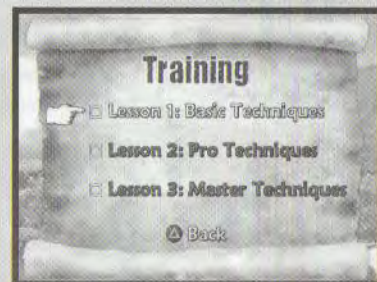 Training
Lesson 1: Basic Techniques
Lesson 2: Pro Techniques
Lesson 3: Master Techniques
Back